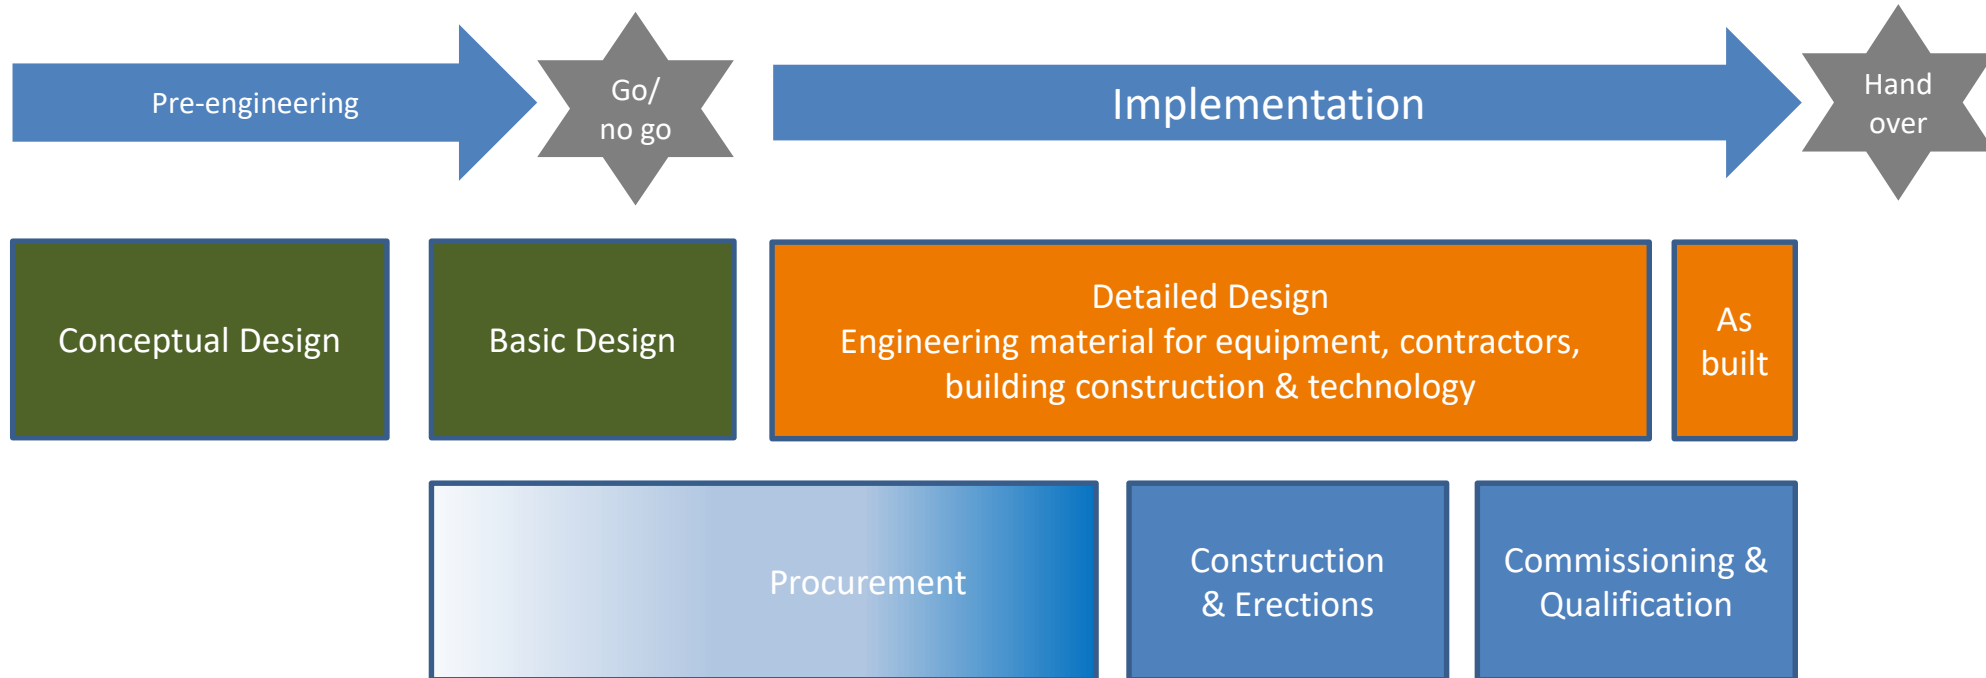 Pre-engineering
Go/
no go
Implementation
Hand
over
Conceptual Design
Basic Design
Detailed Design
Engineering material for equipment, contractors,
building construction & technology
As
built
Procurement
Construction
& Erections
Commissioning &
Qualification